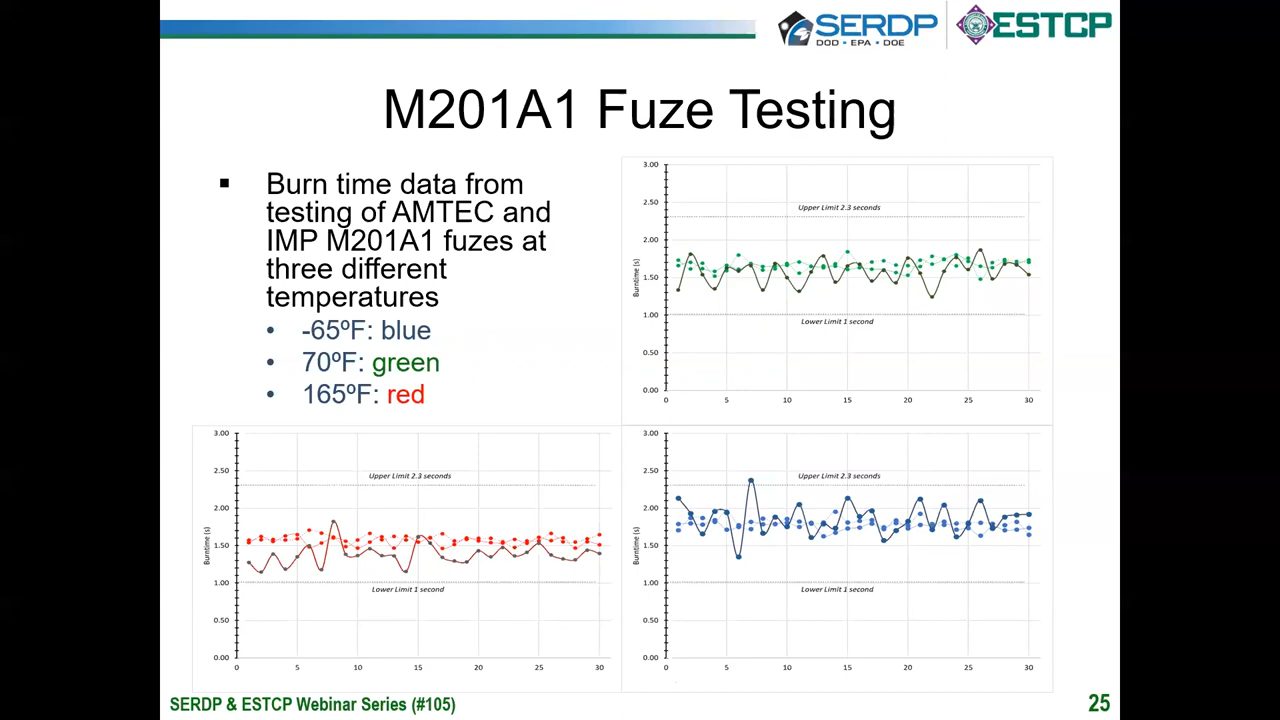 SERDP
DOD • EPA • DOE
ESTCP
M201A1 Fuze Testing
▪ Burn time data from
testing of AMTEC and
IMP M201A1 fuzes at
three different
temperatures
• -65ºF: blue
• 70ºF: green
• 165ºF: red
3.00
2.50
Upper Limit 2.3 seconds
2.00
Burntime (s)
1.50
1.00
Lower Limit 1 second
0.50
0.00
0 5 10 15 20 25 30
3.00
2.50
Upper Limit 2.3 seconds
2.00
Burntime (s)
1.50
1.00
Lower Limit 1 second
0.50
0.00
0 5 10 15 20 25 30
3.00
2.50
Upper Limit 2.3 seconds
2.00
Burntime (s)
1.50
1.00
Lower Limit 1 second
0.50
0.00
0 5 10 15 20 25 30
SERDP & ESTCP Webinar Series (#105)
25